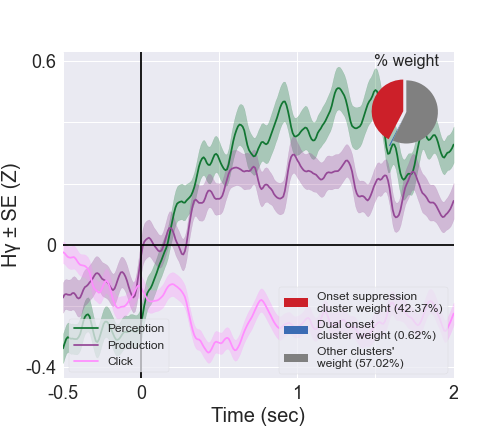 % weight
0.6
0
-0.4
Hγ ± SE (Z)
Perception
Production
Click
Onset suppression
cluster weight (42.37%)
Dual onset
cluster weight (0.62%)
Other clusters'
weight (57.02%)
-0.5
0
1
2
Time (sec)